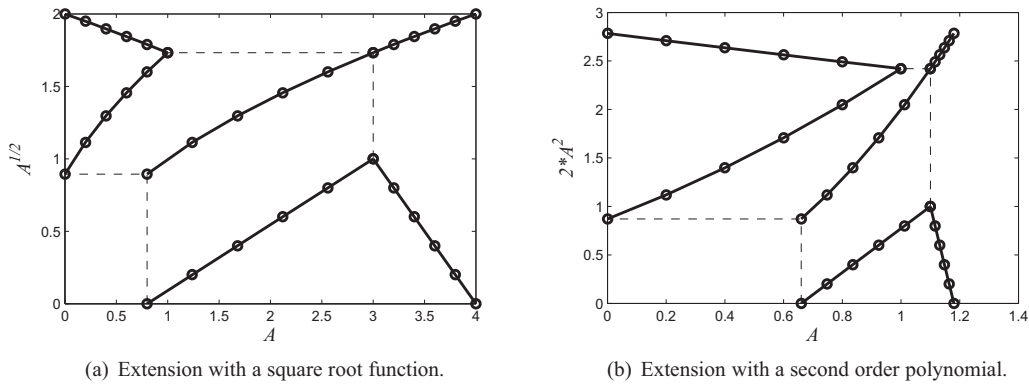 2
1.5
1
0.5
0
A^{1/2}
0 0.5 1 1.5 2 2.5 3 3.5 4
A
(a) Extension with a square root function.
3
2.5
2
1.5
1
0.5
0
2*A^2
0 0.2 0.4 0.6 0.8 1 1.2 1.4
A
(b) Extension with a second order polynomial.